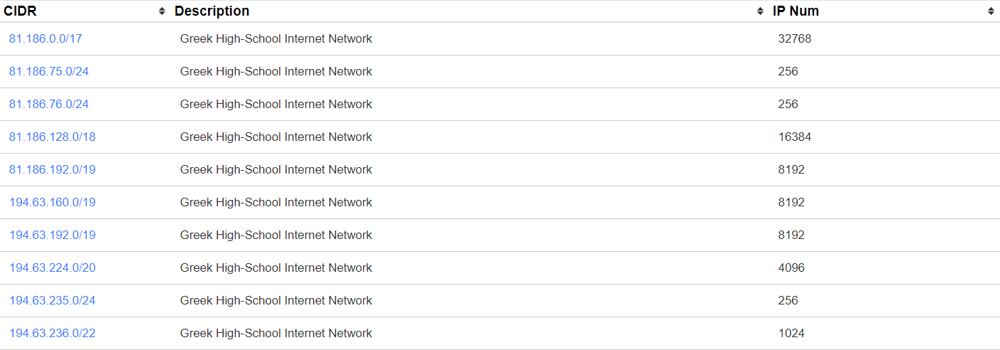 CIDR Description IP Num
81.186.0.0/17 Greek High-School Internet Network 32768
81.186.75.0/24 Greek High-School Internet Network 256
81.186.76.0/24 Greek High-School Internet Network 256
81.186.128.0/18 Greek High-School Internet Network 16384
81.186.192.0/19 Greek High-School Internet Network 8192
194.63.160.0/19 Greek High-School Internet Network 8192
194.63.192.0/19 Greek High-School Internet Network 8192
194.63.224.0/20 Greek High-School Internet Network 4096
194.63.235.0/24 Greek High-School Internet Network 256
194.63.236.0/22 Greek High-School Internet Network 1024